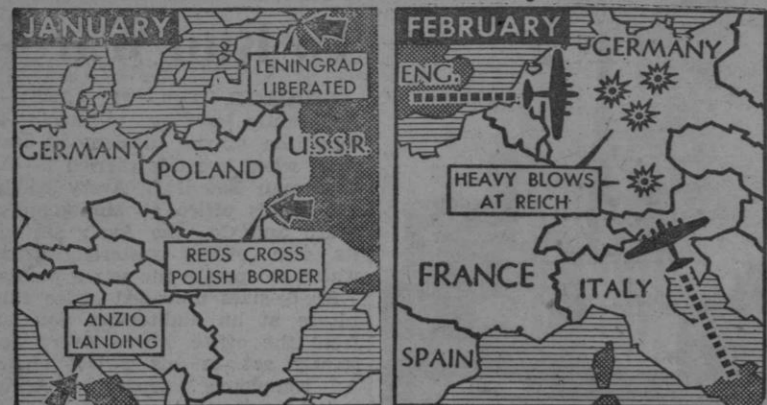 JANUARY
LENINGRAD
LIBERATED
GERMANY
POLAND
U.S.S.R.
REDS CROSS
POLISH BORDER
ANZIO
LANDING
FEBRUARY
GERMANY
ENG.
HEAVY BLOWS
AT REICH
FRANCE
ITALY
SPAIN